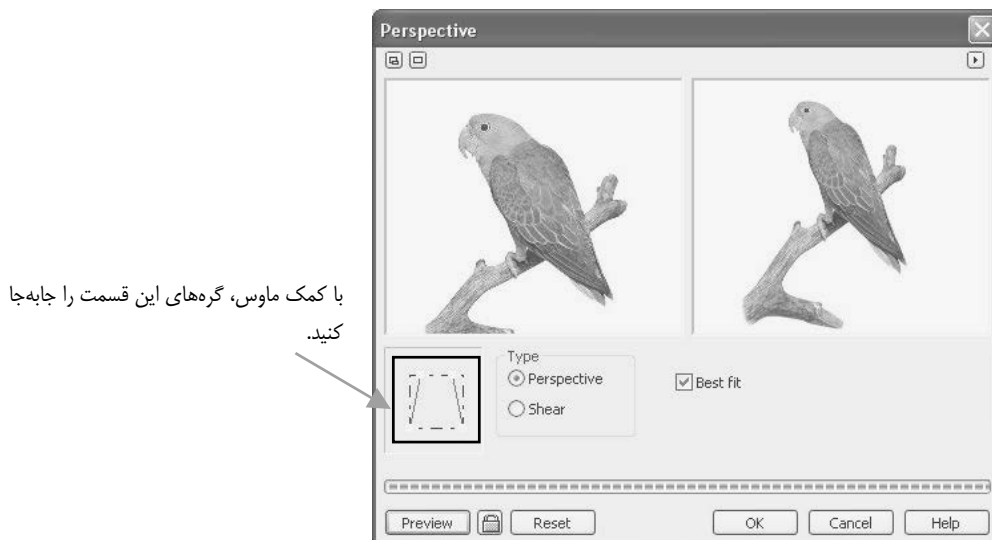 Perspective
با کمک ماوس، گره‌های این قسمت را جابه‌جا
کنید.
Type
Perspective
Best fit
Shear
Preview
Reset
OK
Cancel
Help